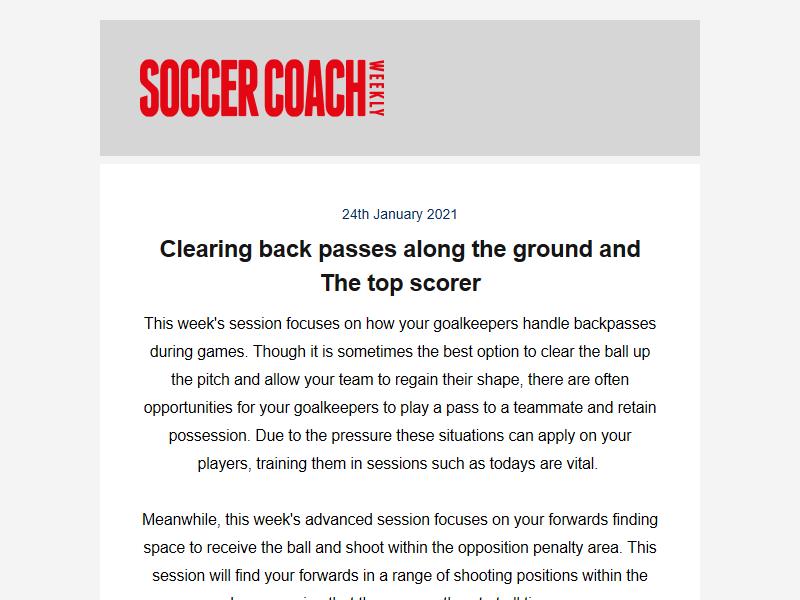 SOCCER COACH WEEKLY
24th January 2021
Clearing back passes along the ground and
The top scorer
This week's session focuses on how your goalkeepers handle backpasses
during games. Though it is sometimes the best option to clear the ball up
the pitch and allow your team to regain their shape, there are often
opportunities for your goalkeepers to play a pass to a teammate and retain
possession. Due to the pressure these situations can apply on your
players, training them in sessions such as todays are vital.
Meanwhile, this week's advanced session focuses on your forwards finding
space to receive the ball and shoot within the opposition penalty area. This
session will find your forwards in a range of shooting positions within the